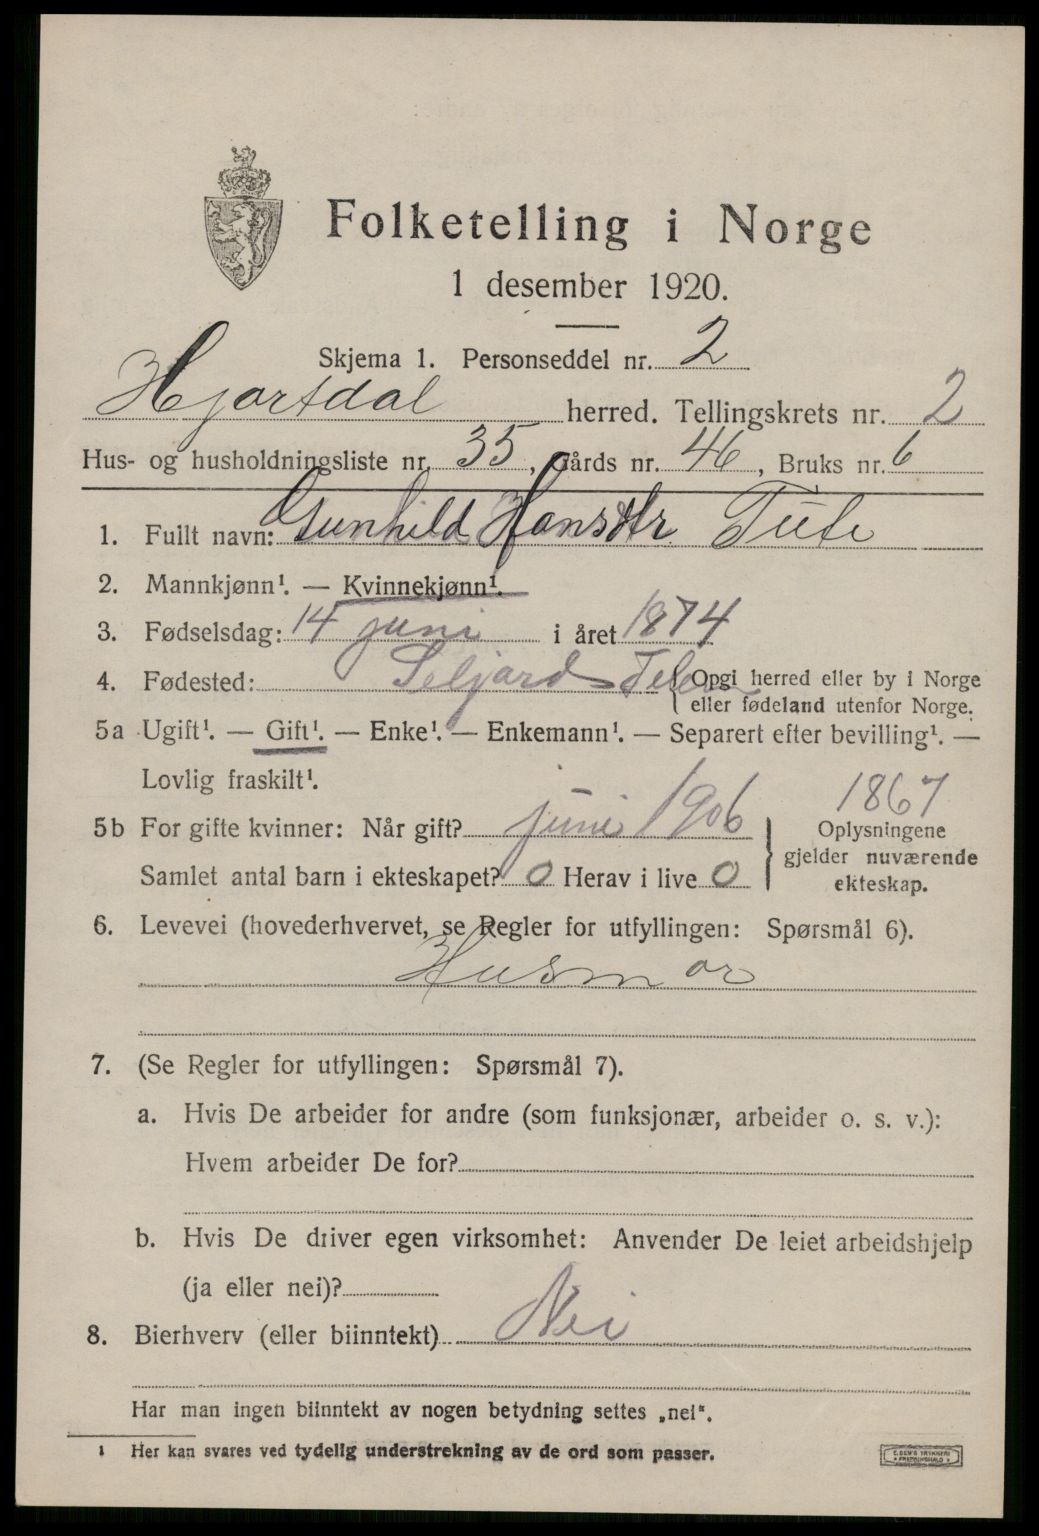 Folketelling i Norge
1 desember 1920.
Skjema 1. Personseddel nr. 2
Hjartdal herred. Tellingskrets nr. 2
Hus- og husholdningsliste nr. 35, Gårds nr. 46, Bruks nr. 6
1. Fullt navn: Gunhild Hansdtr Tufe
2. Mannkjønn¹. — Kvinnekjønn¹.
3. Fødselsdag: 14 juni i året 1874
4. Fødested: Seljord Telem { Opgi herred eller by i Norge
eller fødeland utenfor Norge.
5a Ugift¹. — Gift¹. — Enke¹. — Enkemann¹. — Separert efter bevilling¹. —
Lovlig fraskilt¹.
1867
5b For gifte kvinner: Når gift? juni 1906 } Oplysningene
gjelder nuværende
Samlet antal barn i ekteskapet? 0 Herav i live 0
ekteskap.
6. Levevei (hovederhvervet, se Regler for utfyllingen: Spørsmål 6).
Husmor
7. (Se Regler for utfyllingen: Spørsmål 7).
a. Hvis De arbeider for andre (som funksjonær, arbeider o. s. v.):
Hvem arbeider De for?
b. Hvis De driver egen virksomhet: Anvender De leiet arbeidshjelp
(ja eller nei)?
8. Bierhverv (eller biinntekt) Nei
Har man ingen biinntekt av nogen betydning settes „nei".
¹ Her kan svares ved tydelig understrekning av de ord som passer.
E. SEM'S TRYKKERI
* FREDRIKSHALD *